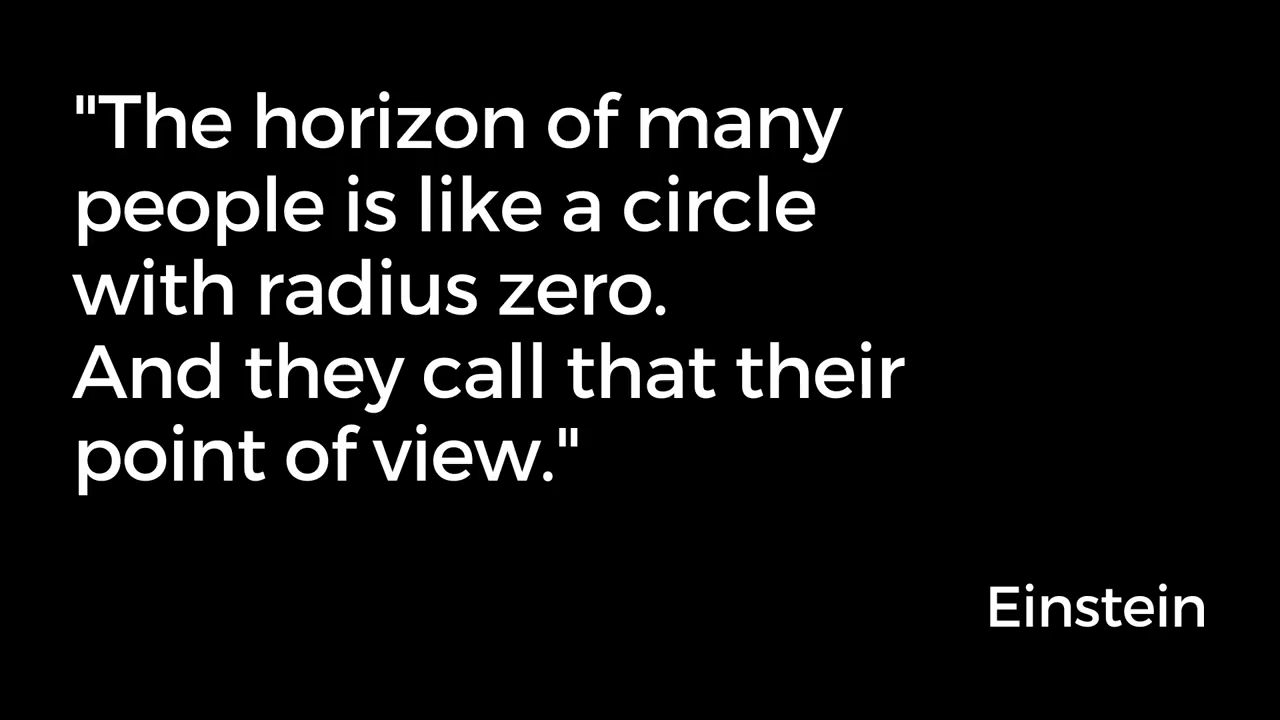 "The horizon of many
people is like a circle
with radius zero.
And they call that their
point of view."
Einstein